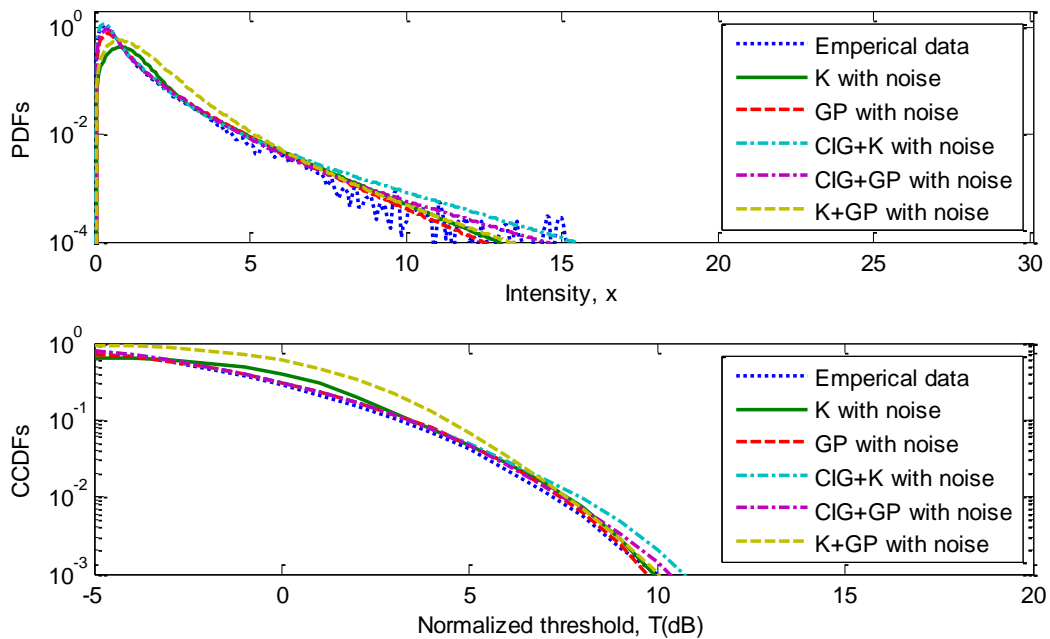 10^0
10^-2
10^-4
PDFs
0 5 10 15 20 25 30
Intensity, x
Emperical data
K with noise
GP with noise
CIG+K with noise
CIG+GP with noise
K+GP with noise
10^0
10^-1
10^-2
10^-3
CCDFs
-5 0 5 10 15 20
Normalized threshold, T(dB)
Emperical data
K with noise
GP with noise
CIG+K with noise
CIG+GP with noise
K+GP with noise